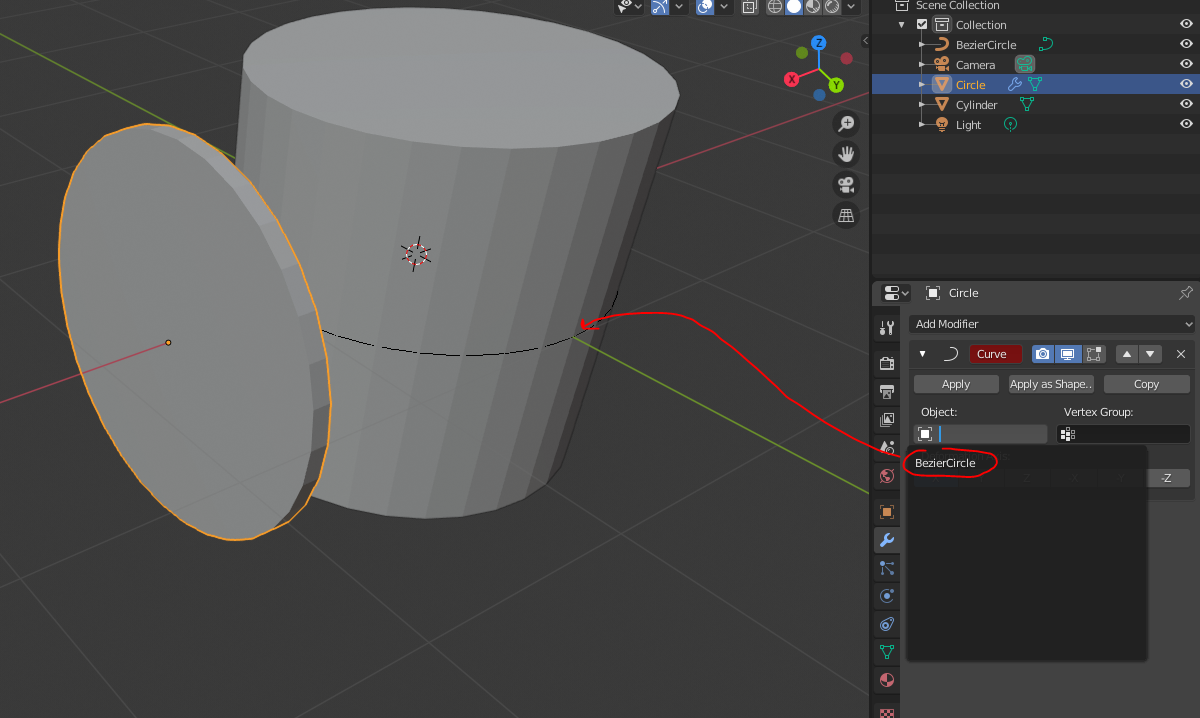 Scene Collection
Collection
BezierCircle
Camera
Circle
Cylinder
Light
Z
X
Y
Circle
Add Modifier
Curve
Apply
Apply as Shape..
Copy
Object:
Vertex Group:
BezierCircle
-Z